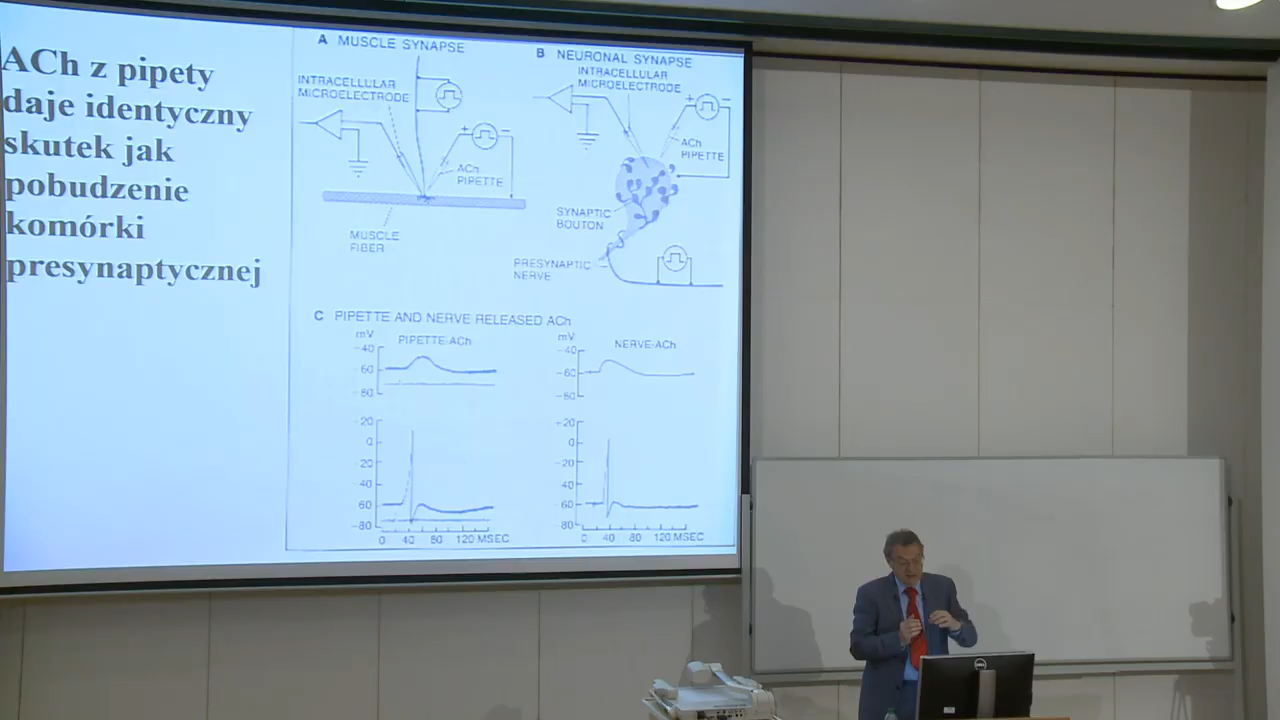 ACh z pipety
daje identyczny
skutek jak
pobudzenie
komórki
presynaptycznej
A MUSCLE SYNAPSE
INTRACELLULAR
MICROELECTRODE
+ −
ACh
PIPETTE
MUSCLE
FIBER
B NEURONAL SYNAPSE
INTRACELLULAR
MICROELECTRODE
+ −
ACh
PIPETTE
SYNAPTIC
BOUTON
PRESYNAPTIC
NERVE
C PIPETTE AND NERVE RELEASED ACh
mV
PIPETTE-ACh
-40
-60
-80
-20
0
-20
40
60
-80
0 40 80 120 MSEC
mV
NERVE-ACh
-40
-60
-80
+20
0
-20
-40
-60
-80
0 40 80 120 MSEC
DELL